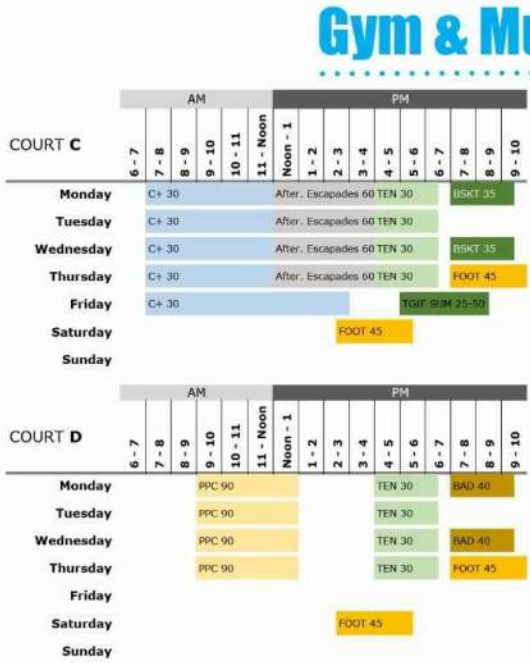 Gym & Mu
AM PM
COURT C 6 - 7 7 - 8 8 - 9 9 - 10 10 - 11 11 - Noon Noon - 1 1 - 2 2 - 3 3 - 4 4 - 5 5 - 6 6 - 7 7 - 8 8 - 9 9 - 10
Monday C+ 30 After. Escapades 60 TEN 30 BSKT 35
Tuesday C+ 30 After. Escapades 60 TEN 30
Wednesday C+ 30 After. Escapades 60 TEN 30 BSKT 35
Thursday C+ 30 After. Escapades 60 TEN 30 FOOT 45
Friday C+ 30 TGIF SUM 25-50
Saturday FOOT 45
Sunday
AM PM
COURT D 6 - 7 7 - 8 8 - 9 9 - 10 10 - 11 11 - Noon Noon - 1 1 - 2 2 - 3 3 - 4 4 - 5 5 - 6 6 - 7 7 - 8 8 - 9 9 - 10
Monday PPC 90 TEN 30 BAD 40
Tuesday PPC 90 TEN 30
Wednesday PPC 90 TEN 30 BAD 40
Thursday PPC 90 TEN 30 FOOT 45
Friday
Saturday FOOT 45
Sunday